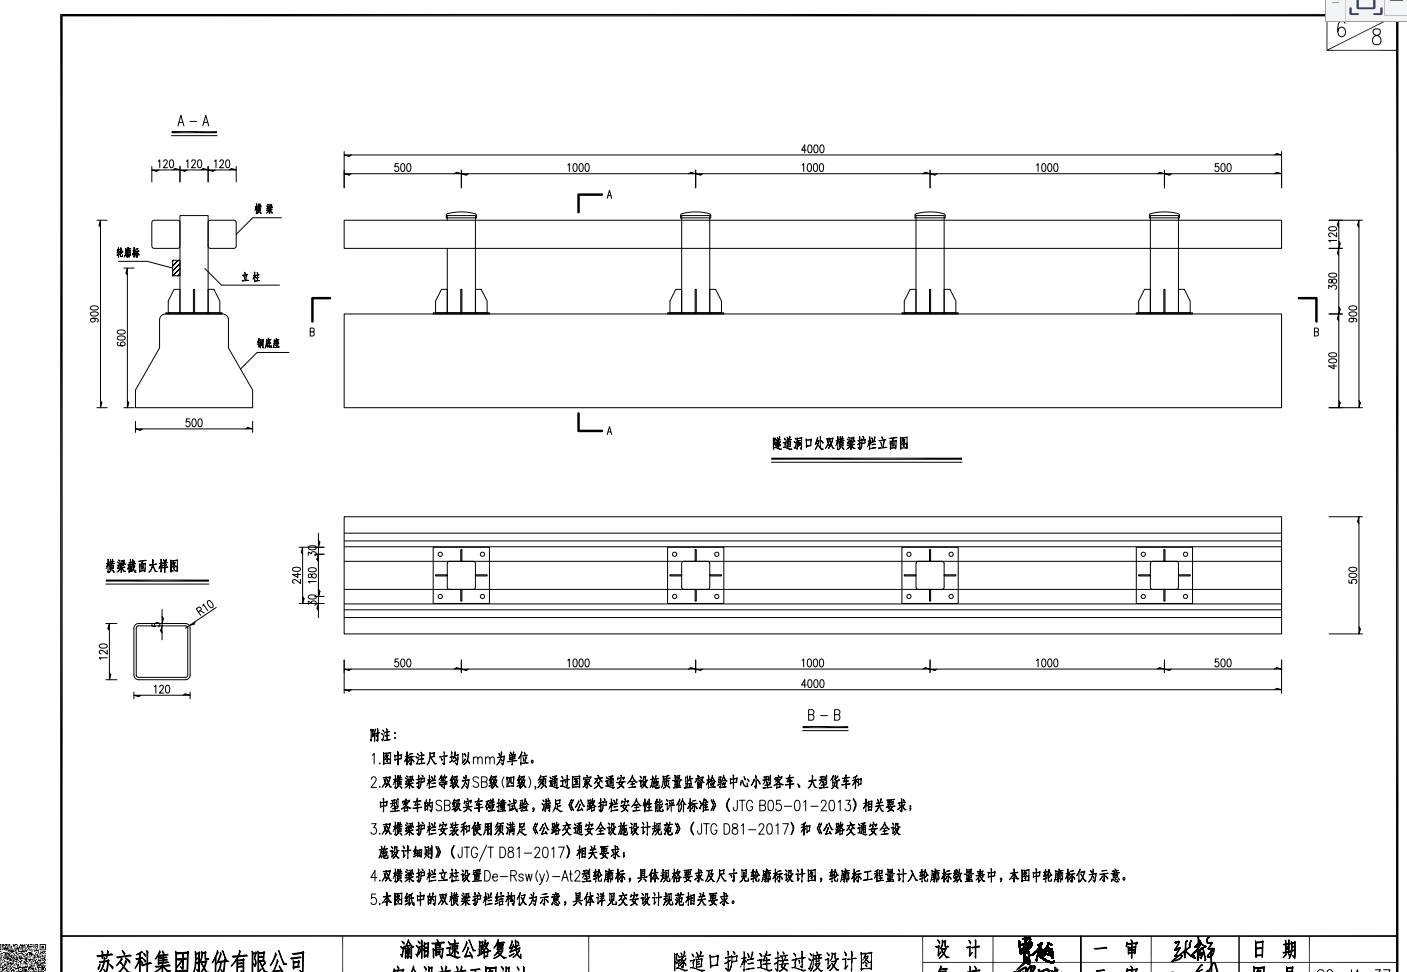 6/8
A-A
120 120 120
横梁
轮廓标
立柱
900
600
钢底座
500
4000
500 1000 1000 1000 500
A
B
B
120
380
400
900
A
隧道洞口处双横梁护栏立面图
横梁截面大样图
R10
5
120
120
30
180
30
240
500
500 1000 1000 1000 500
4000
B-B
附注：
1.图中标注尺寸均以mm为单位。
2.双横梁护栏等级为SB级(四级),须通过国家交通安全设施质量监督检验中心小型客车、大型货车和
中型客车的SB级实车碰撞试验，满足《公路护栏安全性能评价标准》（JTG B05-01-2013）相关要求；
3.双横梁护栏安装和使用须满足《公路交通安全设施设计规范》（JTG D81-2017）和《公路交通安全设
施设计细则》（JTG/T D81-2017）相关要求；
4.双横梁护栏立柱设置De-Rsw(y)-At2型轮廓标，具体规格要求及尺寸见轮廓标设计图，轮廓标工程量计入轮廓标数量表中，本图中轮廓标仅为示意。
5.本图纸中的双横梁护栏结构仅为示意，具体详见交安设计规范相关要求。
苏交科集团股份有限公司
渝湘高速公路复线
隧道口护栏连接过渡设计图
设 计
一 审
日 期